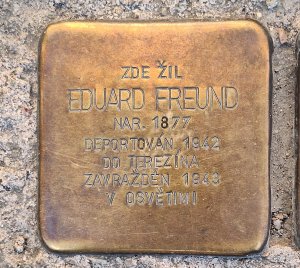 ZDE ŽIL
EDUARD FREUND
NAR. 1877
DEPORTOVÁN 1942
DO TEREZÍNA
ZAVRAŽDĚN 1943
V OSVĚTIMI